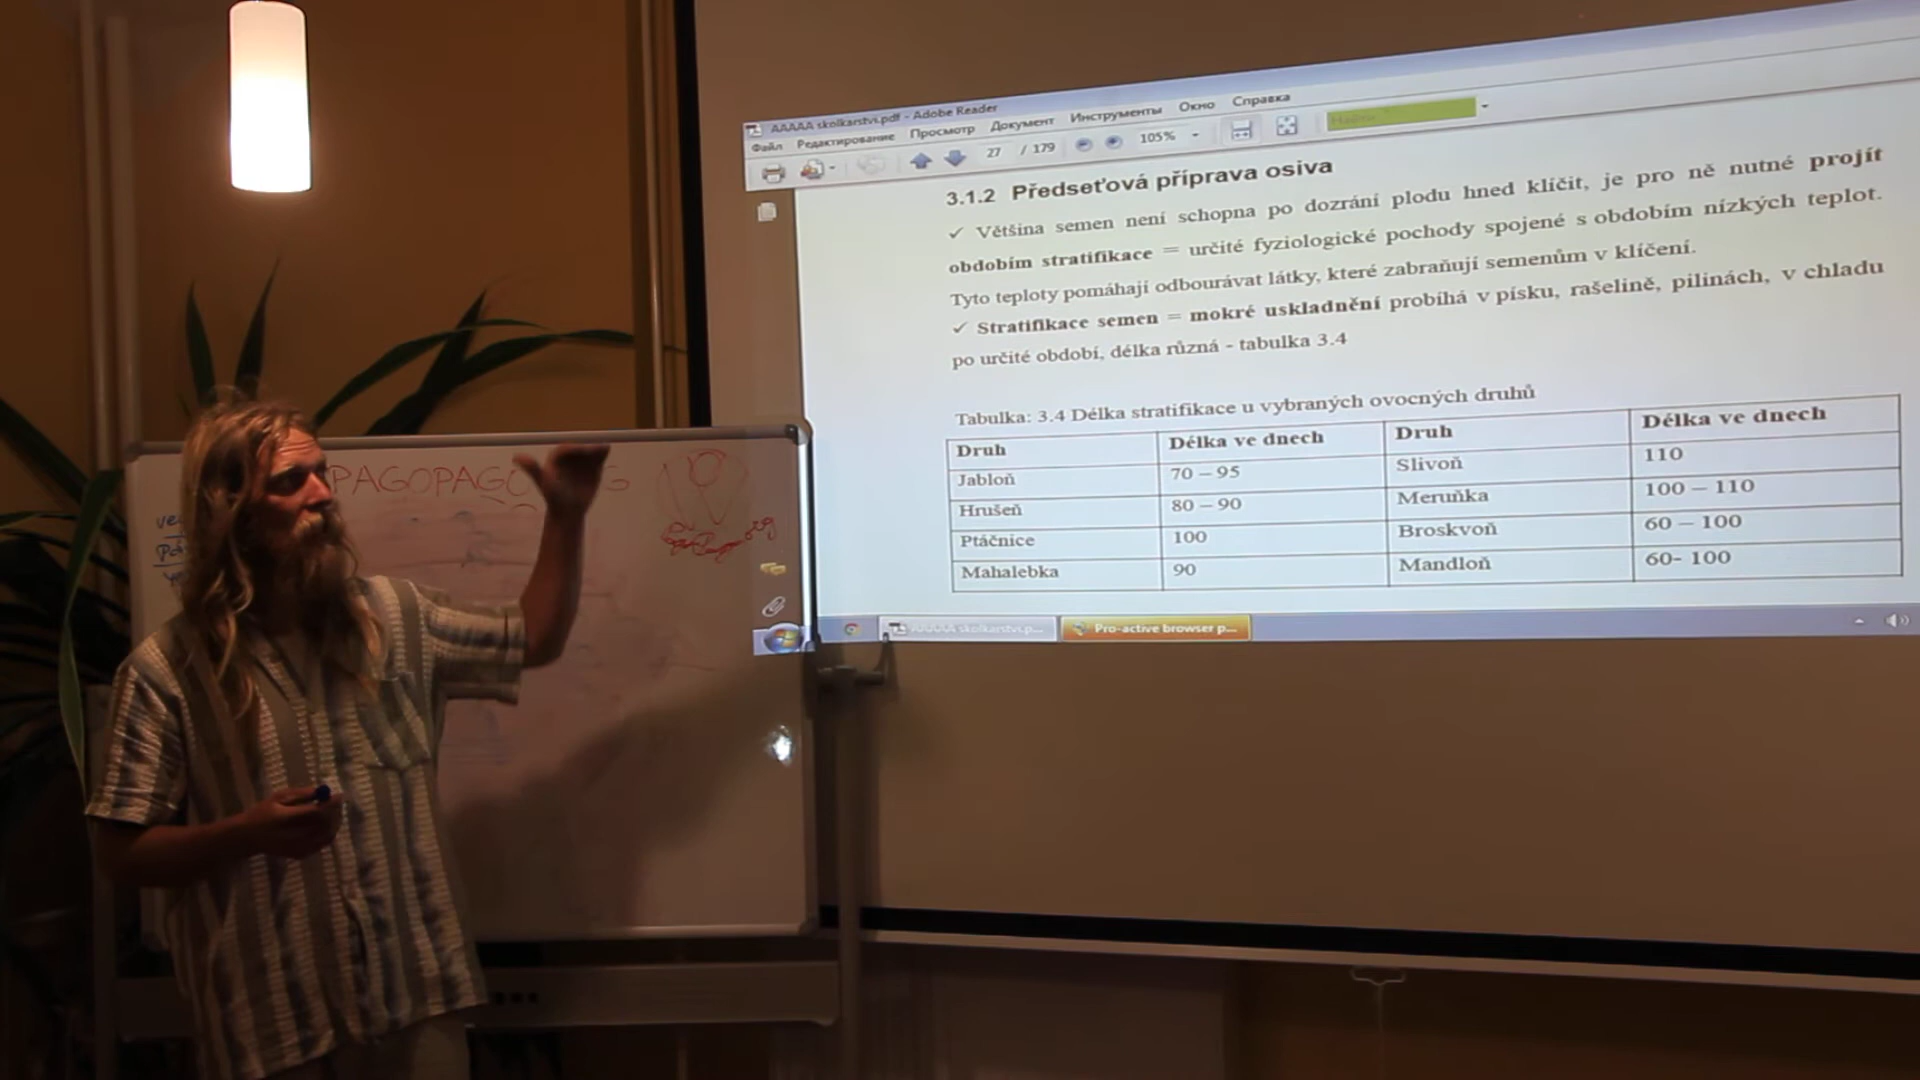 AAAAA skolkarstvi.pdf - Adobe Reader
Файл Редактирование Просмотр Документ Инструменты Окно Справка
27 / 179 105%
3.1.2 Předseťová příprava osiva
✓ Většina semen není schopna po dozrání plodu hned klíčit, je pro ně nutné projít
obdobím stratifikace = určité fyziologické pochody spojené s obdobím nízkých teplot.
Tyto teploty pomáhají odbourávat látky, které zabraňují semenům v klíčení.
✓ Stratifikace semen = mokré uskladnění probíhá v písku, rašelině, pilinách, v chladu
po určité období, délka různá - tabulka 3.4
Tabulka: 3.4 Délka stratifikace u vybraných ovocných druhů
Druh Délka ve dnech Druh Délka ve dnech
Jabloň 70 – 95 Slivoň 110
Hrušeň 80 – 90 Meruňka 100 – 110
Ptáčnice 100 Broskvoň 60 – 100
Mahalebka 90 Mandloň 60- 100
AAAAA skolkarstvi.p... Pro-active browser p...
PAGOPAGO